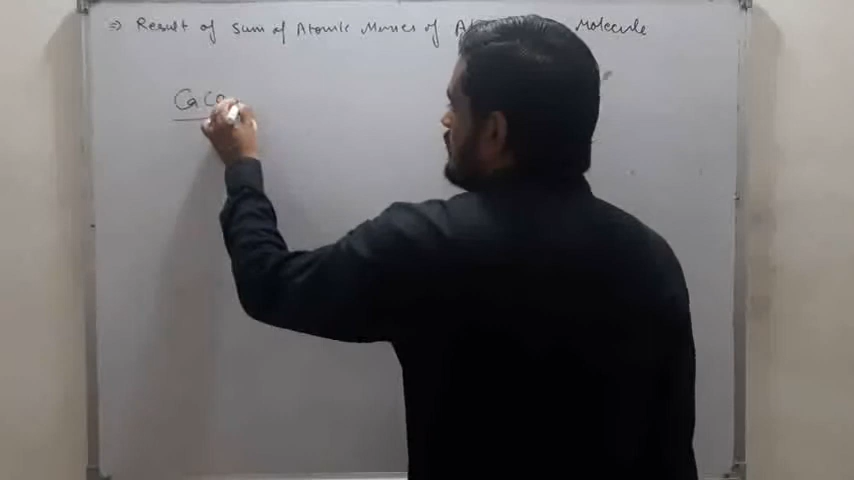 ⇒ Result of Sum of Atomic Masses of Molecule
CaCO